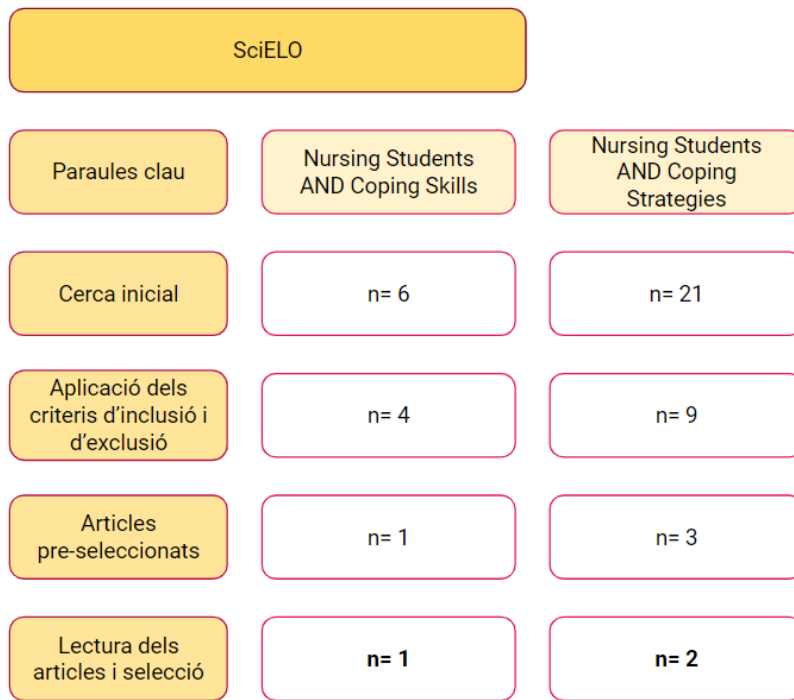 SciELO
Paraules clau
Nursing Students
AND Coping Skills
Nursing Students
AND Coping
Strategies
Cerca inicial
n= 6
n= 21
Aplicació dels
criteris d'inclusió i
d'exclusió
n= 4
n= 9
Articles
pre-seleccionats
n= 1
n= 3
Lectura dels
articles i selecció
n= 1
n= 2